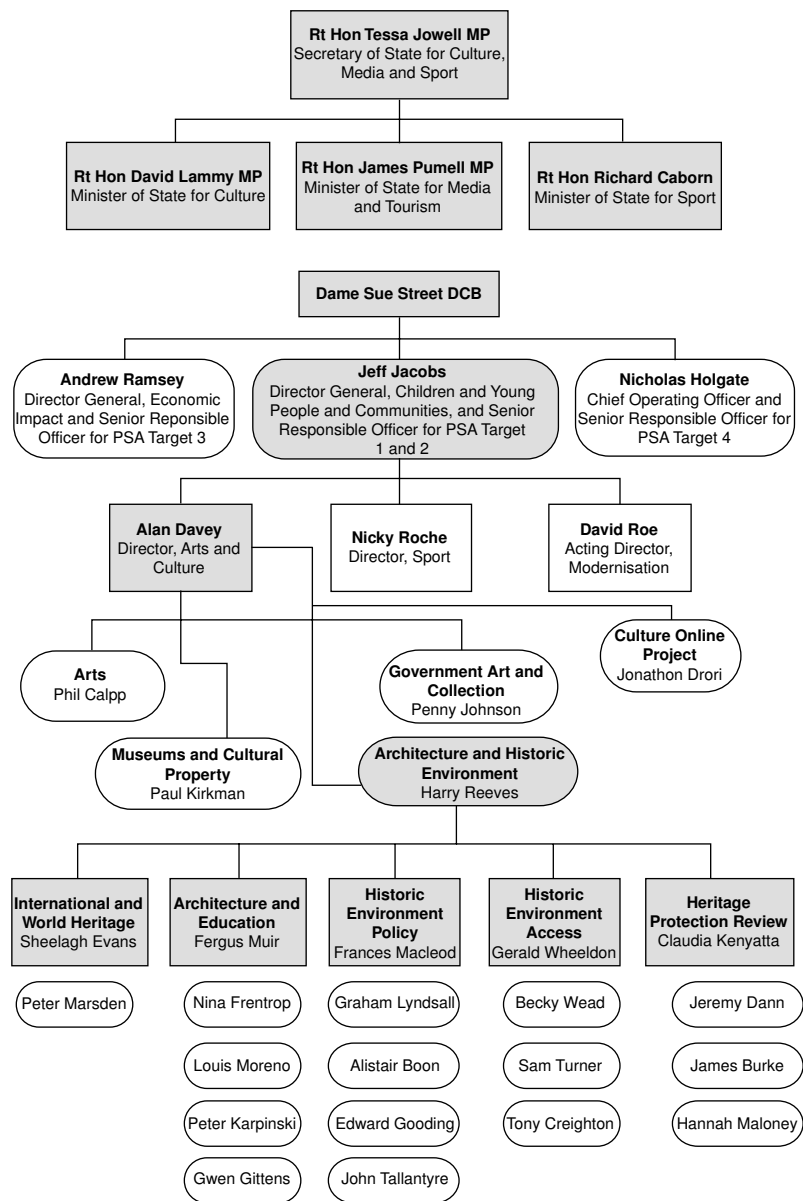 Rt Hon Tessa Jowell MP
Secretary of State for Culture,
Media and Sport
Rt Hon David Lammy MP
Minister of State for Culture
Rt Hon James Pumell MP
Minister of State for Media
and Tourism
Rt Hon Richard Caborn
Minister of State for Sport
Dame Sue Street DCB
Andrew Ramsey
Director General, Economic
Impact and Senior Reponsible
Officer for PSA Target 3
Jeff Jacobs
Director General, Children and Young
People and Communities, and Senior
Responsible Officer for PSA Target
1 and 2
Nicholas Holgate
Chief Operating Officer and
Senior Responsible Officer for
PSA Target 4
Alan Davey
Director, Arts and
Culture
Nicky Roche
Director, Sport
David Roe
Acting Director,
Modernisation
Arts
Phil Calpp
Government Art and
Collection
Penny Johnson
Culture Online
Project
Jonathon Drori
Museums and Cultural
Property
Paul Kirkman
Architecture and Historic
Environment
Harry Reeves
International and
World Heritage
Sheelagh Evans
Architecture and
Education
Fergus Muir
Historic
Environment
Policy
Frances Macleod
Historic
Environment
Access
Gerald Wheeldon
Heritage
Protection Review
Claudia Kenyatta
Peter Marsden
Nina Frentrop
Louis Moreno
Peter Karpinski
Gwen Gittens
Graham Lyndsall
Alistair Boon
Edward Gooding
John Tallantyre
Becky Wead
Sam Turner
Tony Creighton
Jeremy Dann
James Burke
Hannah Maloney